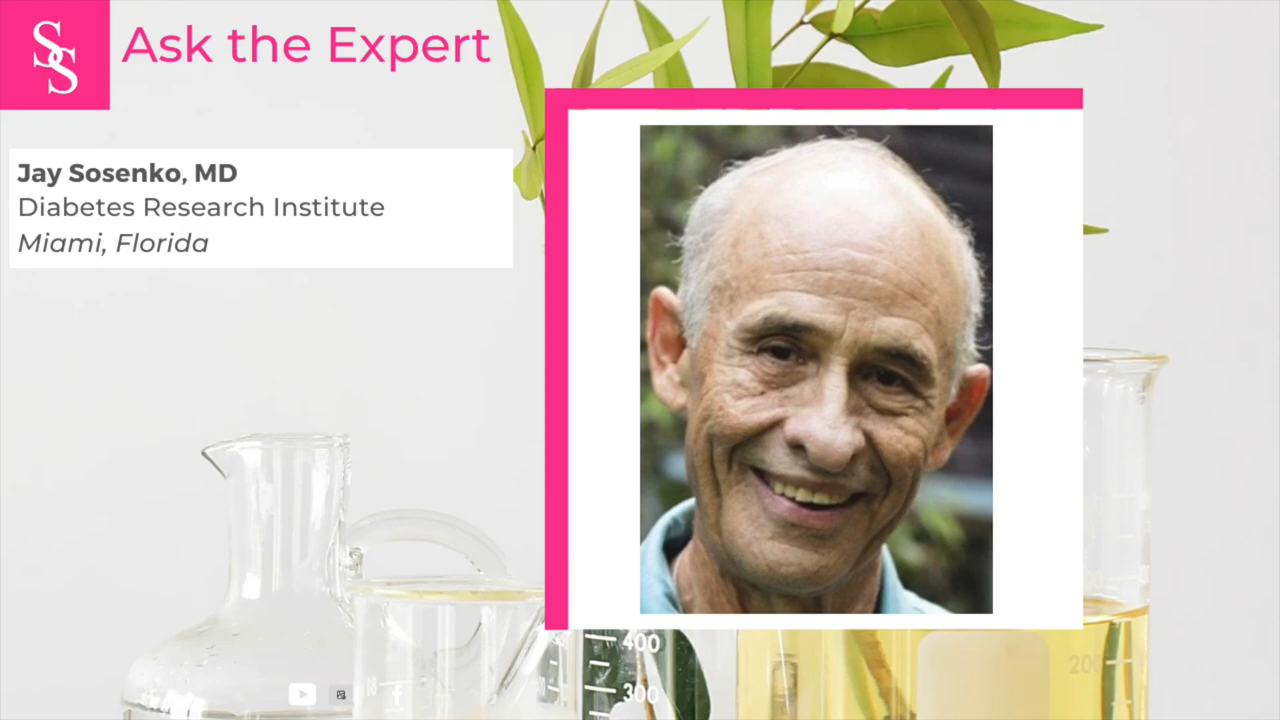 SS
Ask the Expert
Jay Sosenko, MD
Diabetes Research Institute
Miami, Florida
400
300
200